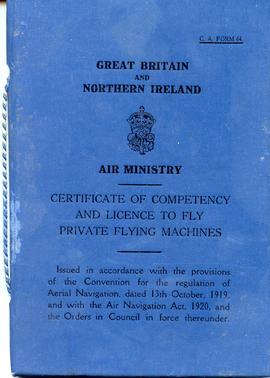 C. A. FORM 64.
GREAT BRITAIN
AND
NORTHERN IRELAND
AIR MINISTRY
CERTIFICATE OF COMPETENCY
AND LICENCE TO FLY
PRIVATE FLYING MACHINES
Issued in accordance with the provisions
of the Convention for the regulation of
Aerial Navigation, dated 13th October, 1919,
and with the Air Navigation Act, 1920, and
the Orders in Council in force thereunder.